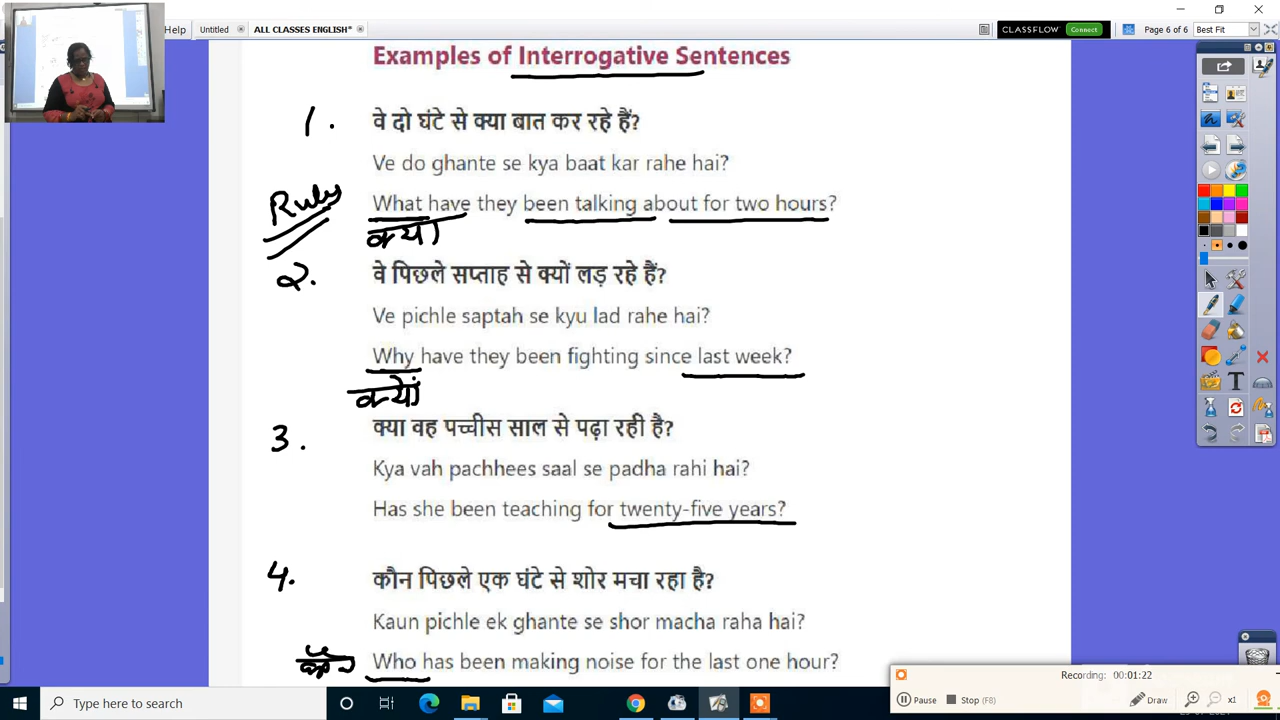 Help
Untitled
ALL CLASSES ENGLISH*
CLASSFLOW
Connect
Page 6 of 6
Best Fit
Examples of Interrogative Sentences
1.
वे दो घंटे से क्या बात कर रहे हैं?
Ve do ghante se kya baat kar rahe hai?
Rules
What have they been talking about for two hours?
क्या
2.
वे पिछले सप्ताह से क्यों लड़ रहे हैं?
Ve pichle saptah se kyu lad rahe hai?
Why have they been fighting since last week?
क्यों
3.
क्या वह पच्चीस साल से पढ़ा रही है?
Kya vah pachhees saal se padha rahi hai?
Has she been teaching for twenty-five years?
4.
कौन पिछले एक घंटे से शोर मचा रहा है?
Kaun pichle ek ghante se shor macha raha hai?
Who has been making noise for the last one hour?
Recording: 00:01:22
Pause
Stop (F8)
Draw
x1
Type here to search